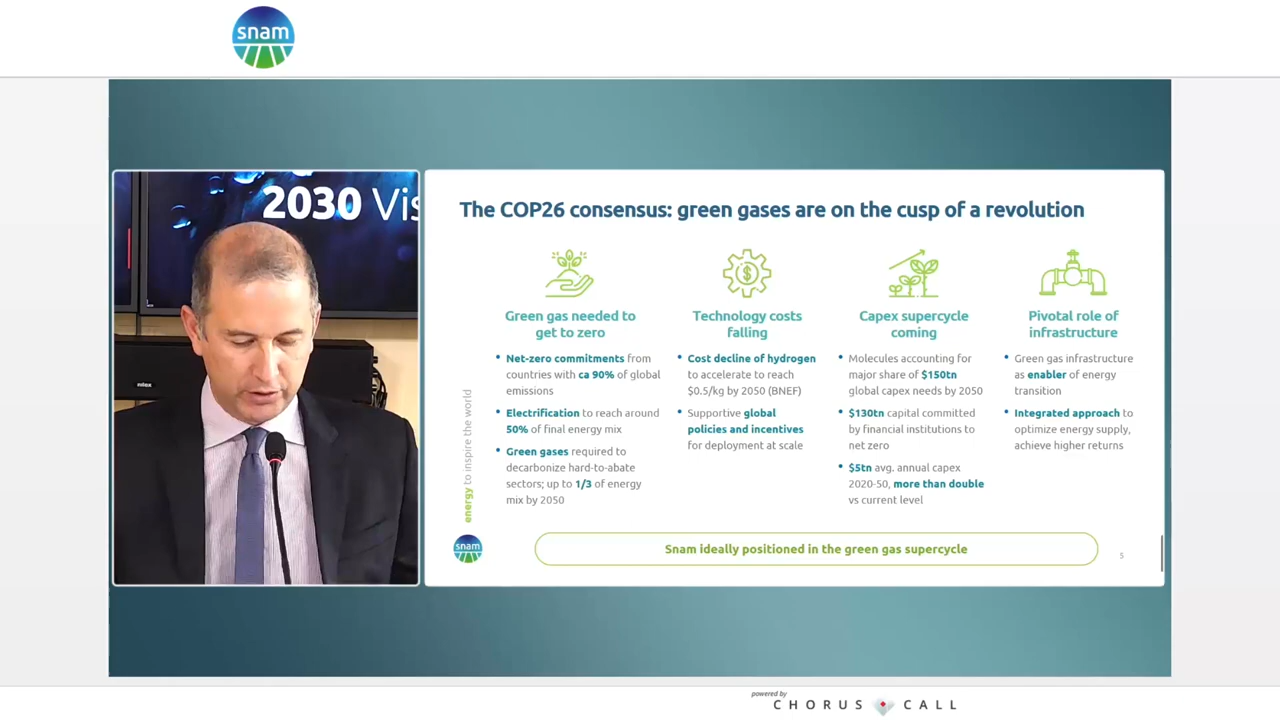 snam
2030 Vis
nilox
The COP26 consensus: green gases are on the cusp of a revolution
Green gas needed to
get to zero
• Net-zero commitments from
countries with ca 90% of global
emissions
• Electrification to reach around
50% of final energy mix
• Green gases required to
decarbonize hard-to-abate
sectors; up to 1/3 of energy
mix by 2050
Technology costs
falling
• Cost decline of hydrogen
to accelerate to reach
$0.5/kg by 2050 (BNEF)
• Supportive global
policies and incentives
for deployment at scale
Capex supercycle
coming
• Molecules accounting for
major share of $150tn
global capex needs by 2050
• $130tn capital committed
by financial institutions to
net zero
• $5tn avg. annual capex
2020-50, more than double
vs current level
Pivotal role of
infrastructure
• Green gas infrastructure
as enabler of energy
transition
• Integrated approach to
optimize energy supply,
achieve higher returns
energy to inspire the world
snam
Snam ideally positioned in the green gas supercycle
5
powered by
CHORUS CALL